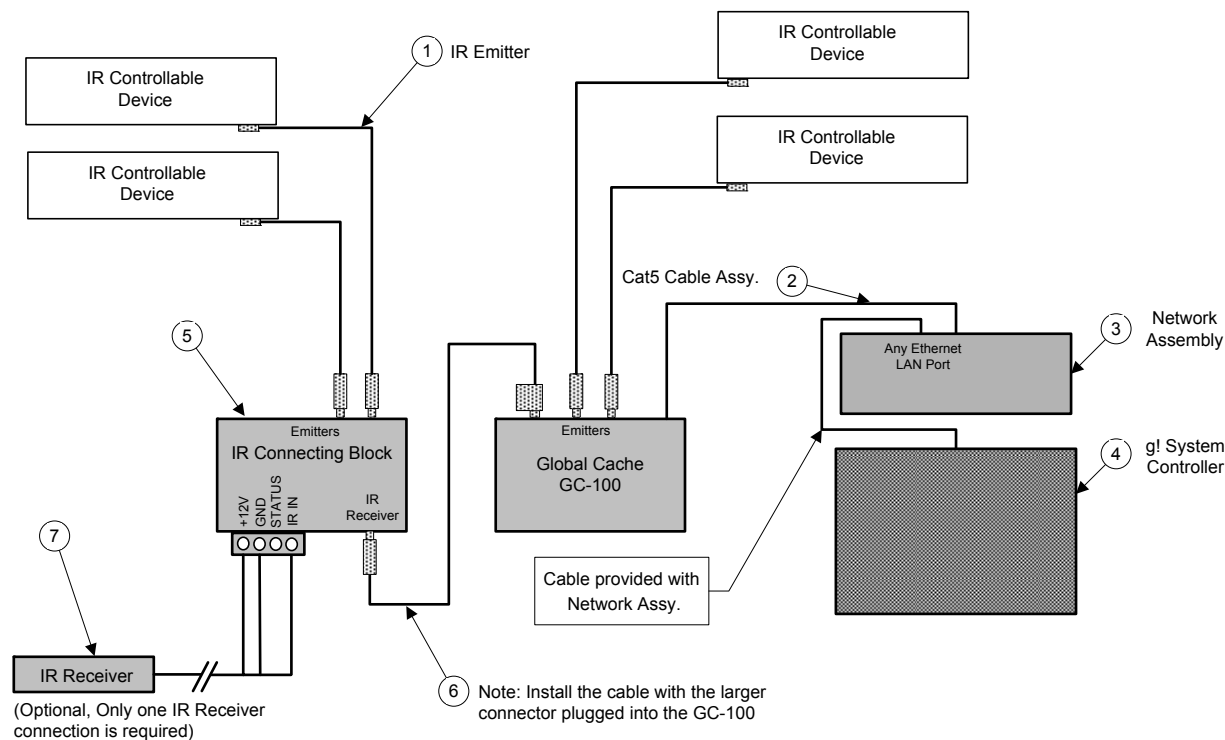 1 IR Emitter
IR Controllable
Device
IR Controllable
Device
IR Controllable
Device
IR Controllable
Device
Cat5 Cable Assy.
2
3
Network
Assembly
Any Ethernet
LAN Port
4
g! System
Controller
5
Emitters
IR Connecting Block
+12V
GND
STATUS
IR IN
IR
Receiver
Emitters
Global Cache
GC-100
Cable provided with
Network Assy.
7
IR Receiver
(Optional, Only one IR Receiver
connection is required)
6
Note: Install the cable with the larger
connector plugged into the GC-100